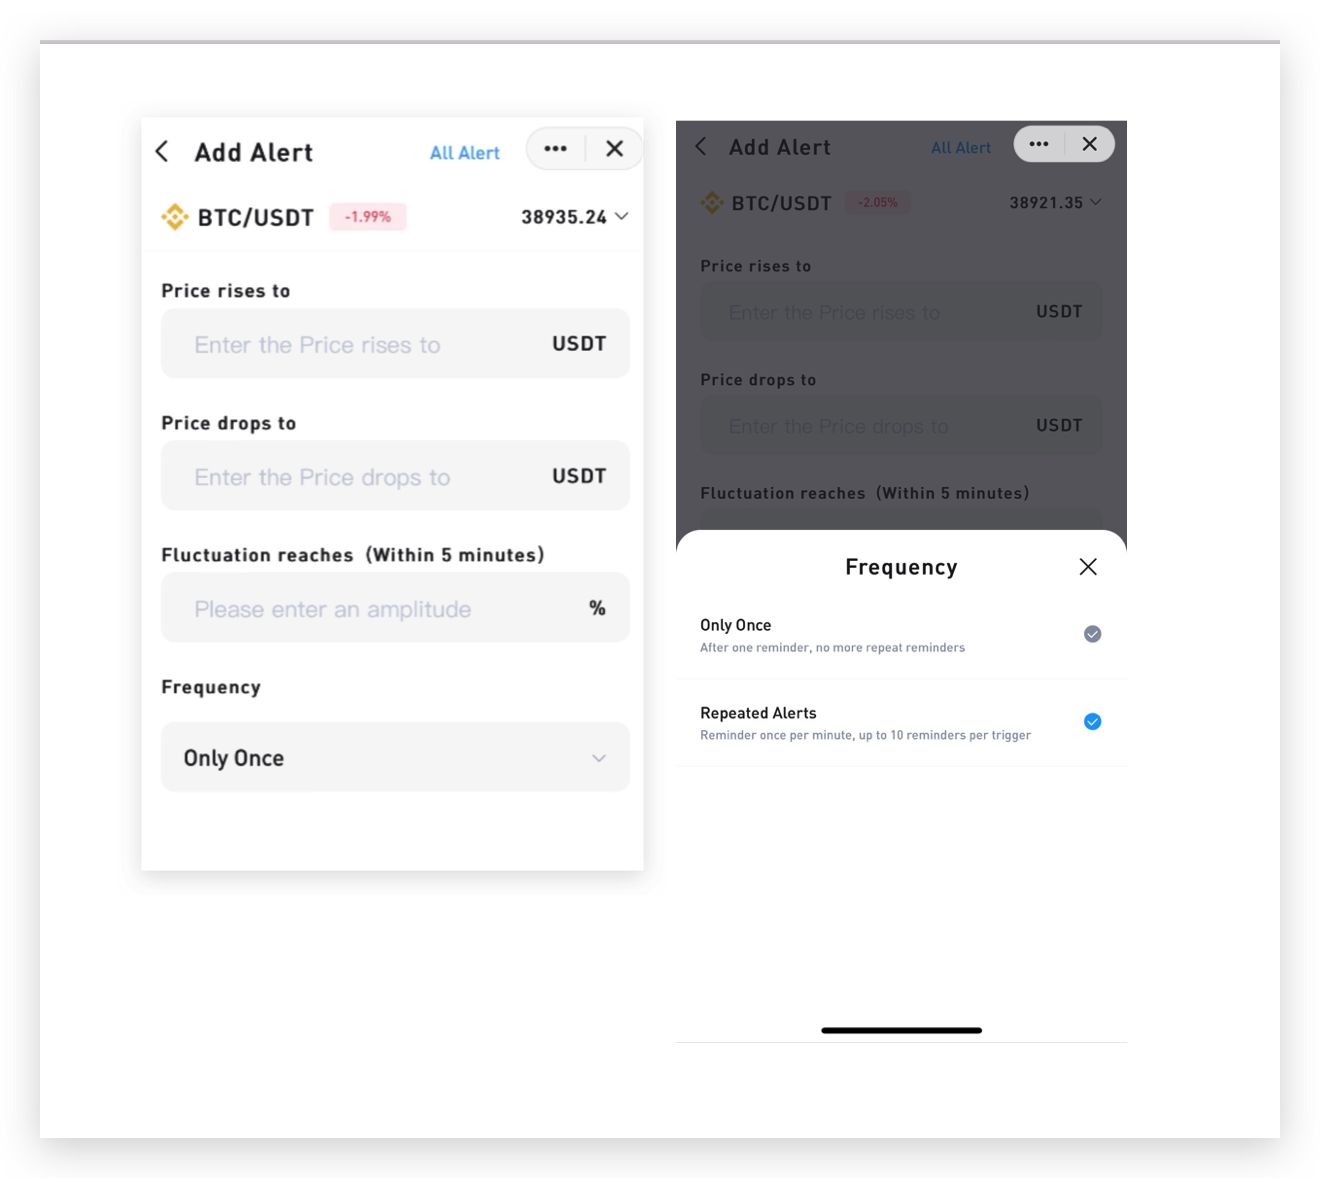 Add Alert
All Alert
BTC/USDT
-1.99%
38935.24
Price rises to
Enter the Price rises to
USDT
Price drops to
Enter the Price drops to
USDT
Fluctuation reaches (Within 5 minutes)
Please enter an amplitude
%
Frequency
Only Once
Add Alert
All Alert
BTC/USDT
-2.05%
38921.35
Price rises to
Enter the Price rises to
USDT
Price drops to
Enter the Price drops to
USDT
Fluctuation reaches (Within 5 minutes)
Frequency
Only Once
After one reminder, no more repeat reminders
Repeated Alerts
Reminder once per minute, up to 10 reminders per trigger